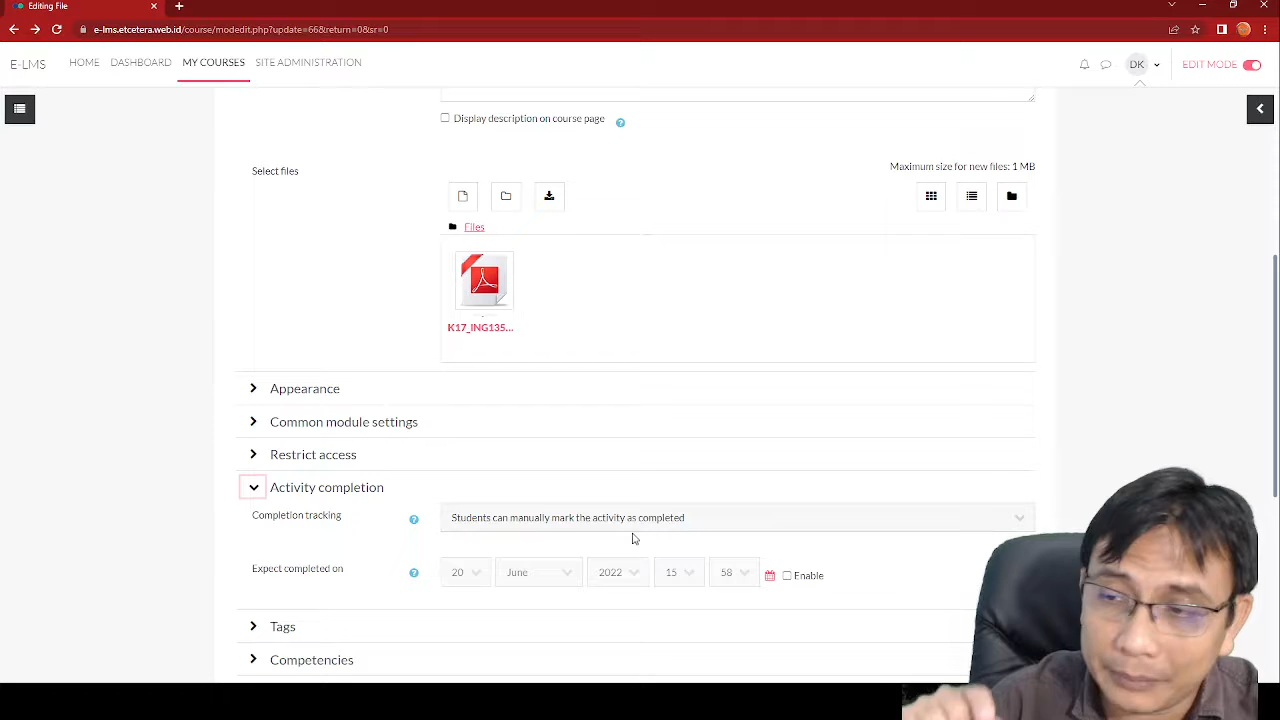 Editing File
e-lms.etcetera.web.id/course/modedit.php?update=66&return=0&sr=0
E-LMS HOME DASHBOARD MY COURSES SITE ADMINISTRATION DK EDIT MODE
Display description on course page
Select files Maximum size for new files: 1 MB
Files
K17_ING135...
Appearance
Common module settings
Restrict access
Activity completion
Completion tracking Students can manually mark the activity as completed
Expect completed on 20 June 2022 15 58 Enable
Tags
Competencies